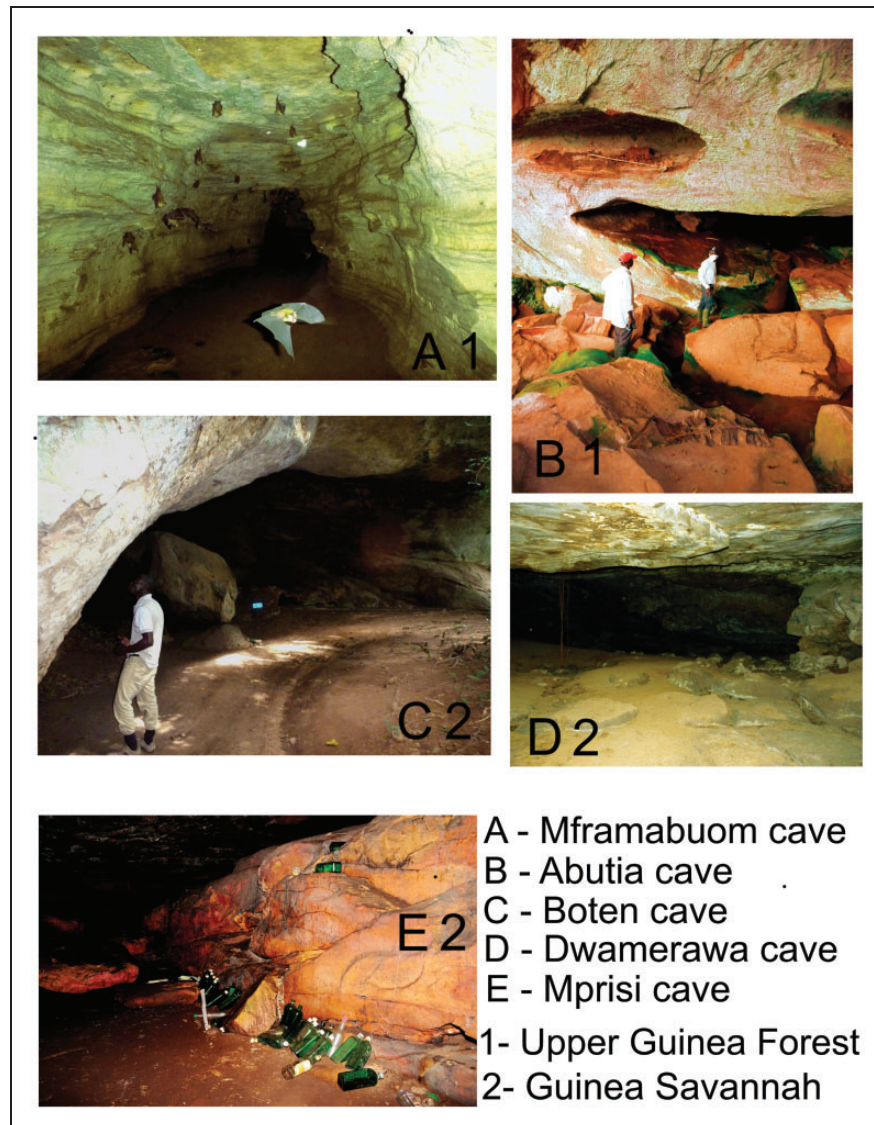 A 1
B 1
C 2
D 2
E 2
A - Mframabuom cave
B - Abutia cave
C - Boten cave
D - Dwamerawa cave
E - Mprisi cave
1- Upper Guinea Forest
2- Guinea Savannah